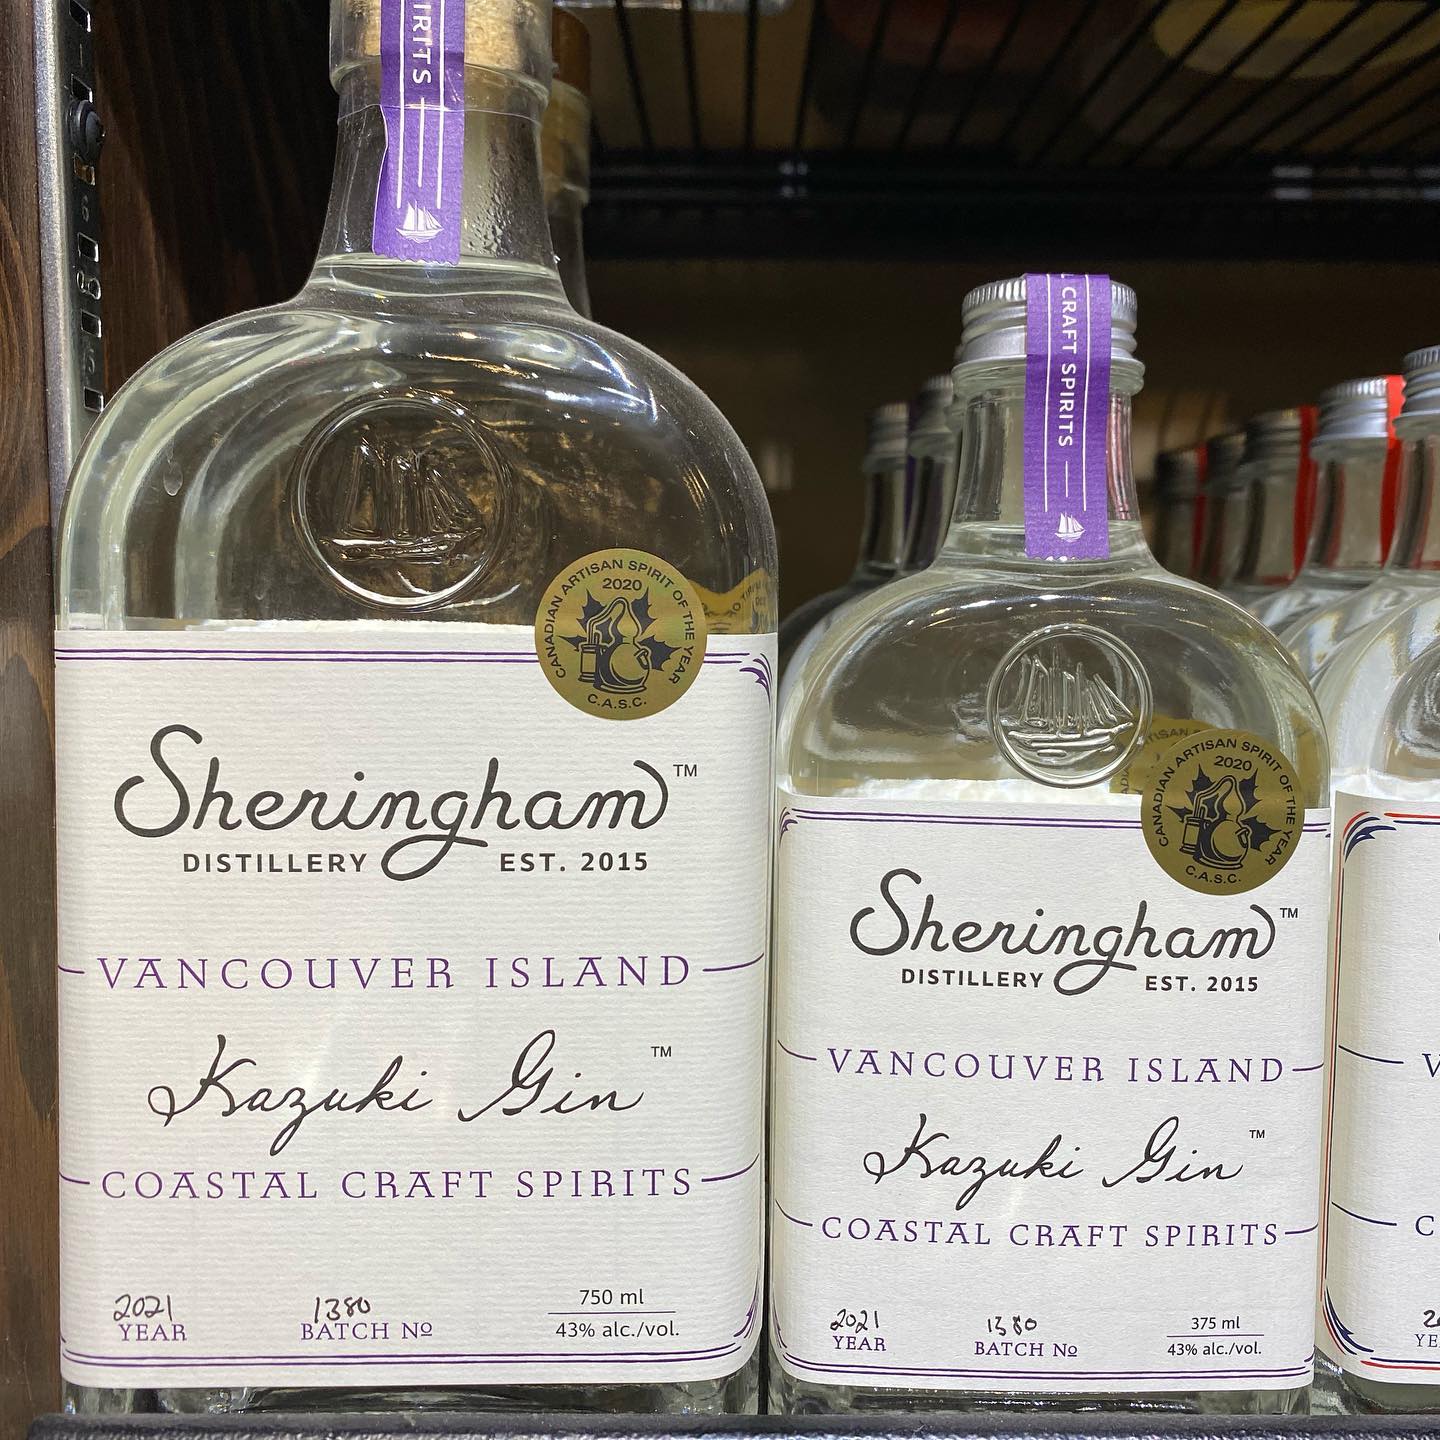 IRITS
CANADIAN ARTISAN SPIRIT OF THE YEAR
2020
C.A.S.C.
Sheringham™
DISTILLERY EST. 2015
VANCOUVER ISLAND
Kazuki Gin™
COASTAL CRAFT SPIRITS
2021
YEAR
1380
BATCH Nº
750 ml
43% alc./vol.
L CRAFT SPIRITS
CANADIAN ARTISAN SPIRIT OF THE YEAR
2020
C.A.S.C.
Sheringham™
DISTILLERY EST. 2015
VANCOUVER ISLAND
Kazuki Gin™
COASTAL CRAFT SPIRITS
2021
YEAR
1380
BATCH Nº
375 ml
43% alc./vol.
V
C
2
YE